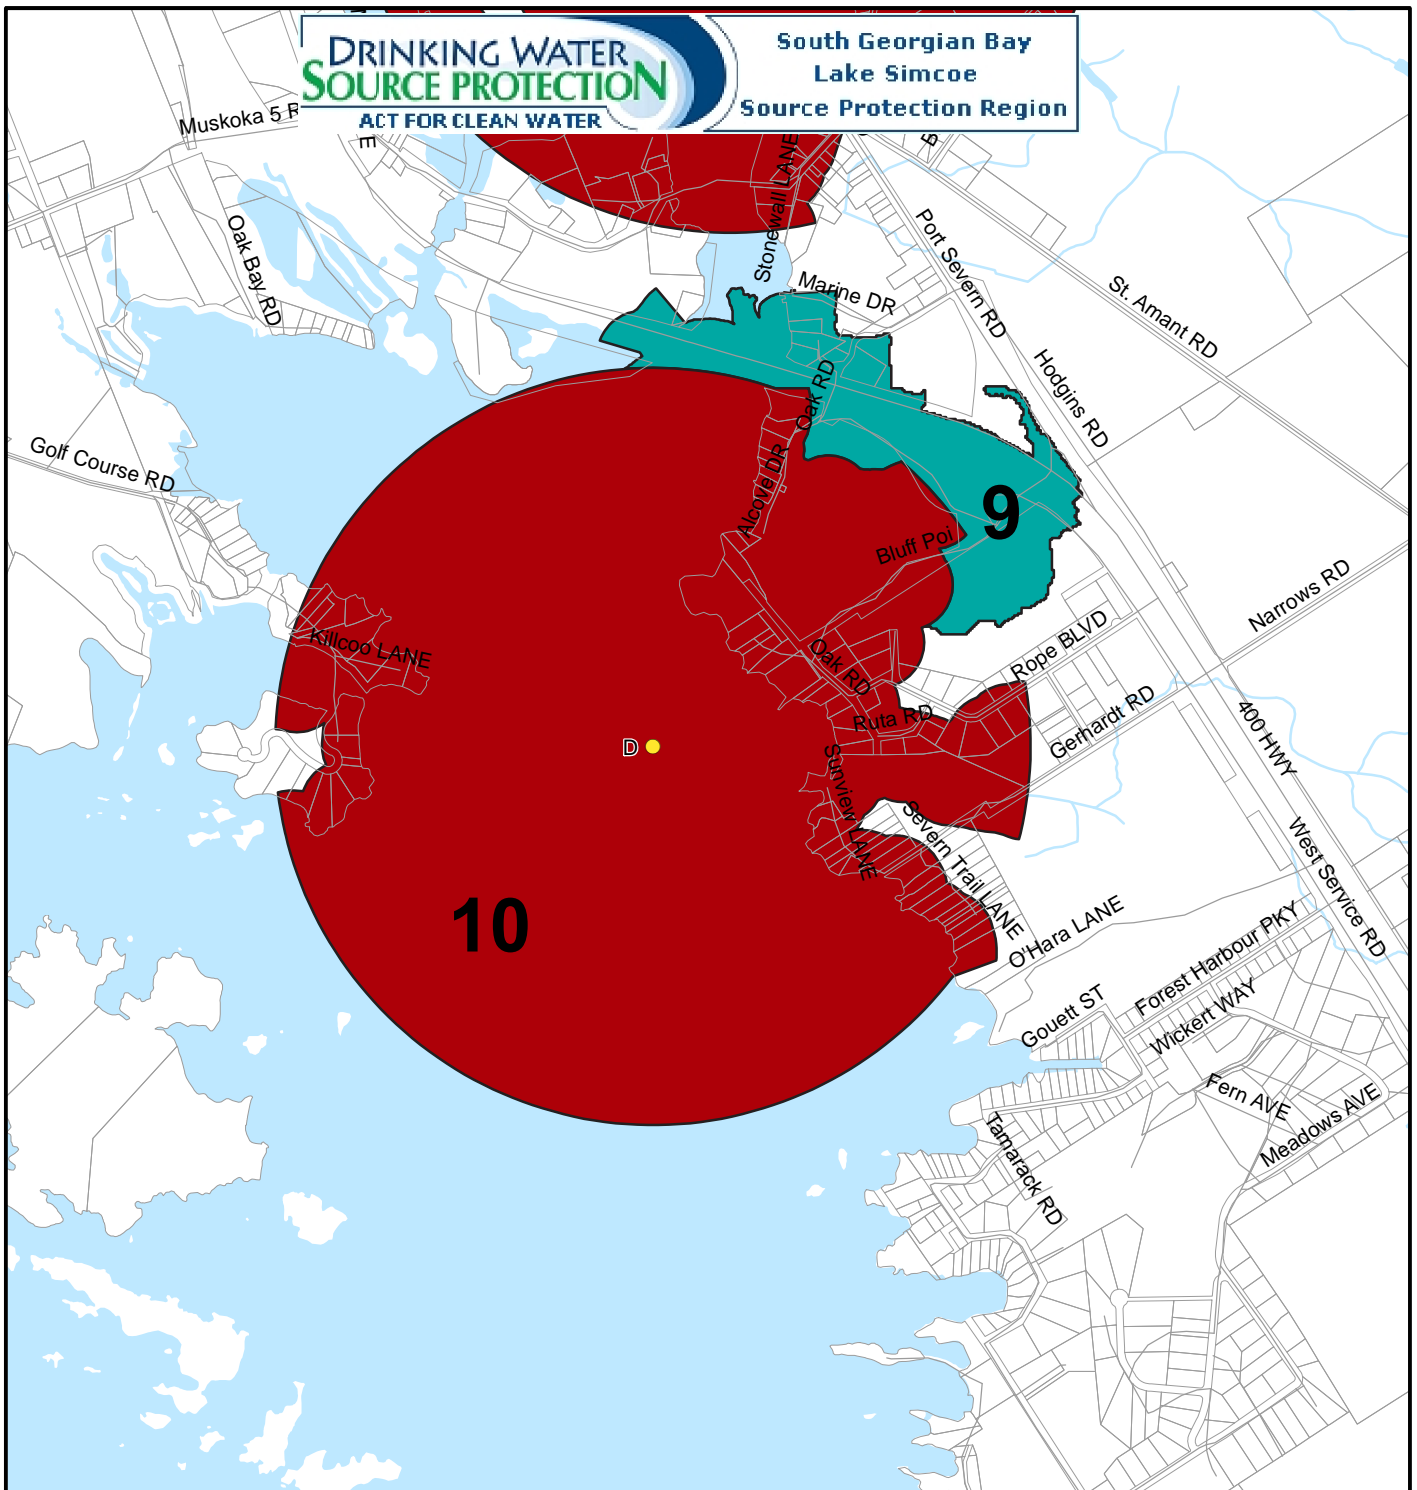 DRINKING WATER
SOURCE PROTECTION
ACT FOR CLEAN WATER
South Georgian Bay
Lake Simcoe
Source Protection Region
Muskoka 5 R
E
B
Stonewall LANE
Oak Bay RD
Marine DR
Port Severn RD
St. Amant RD
Hodgins RD
Oak RD
Golf Course RD
Alcove DR
9
Bluff Poi
Narrows RD
Killcoo LANE
Oak RD
Rope BLVD
Ruta RD
Gerhardt RD
400 HWY
D
Sunview LANE
Severn Trail LANE
West Service RD
10
O'Hara LANE
Forest Harbour PKY
Gouett ST
Wickert WAY
Fern AVE
Meadows AVE
Tamarack RD